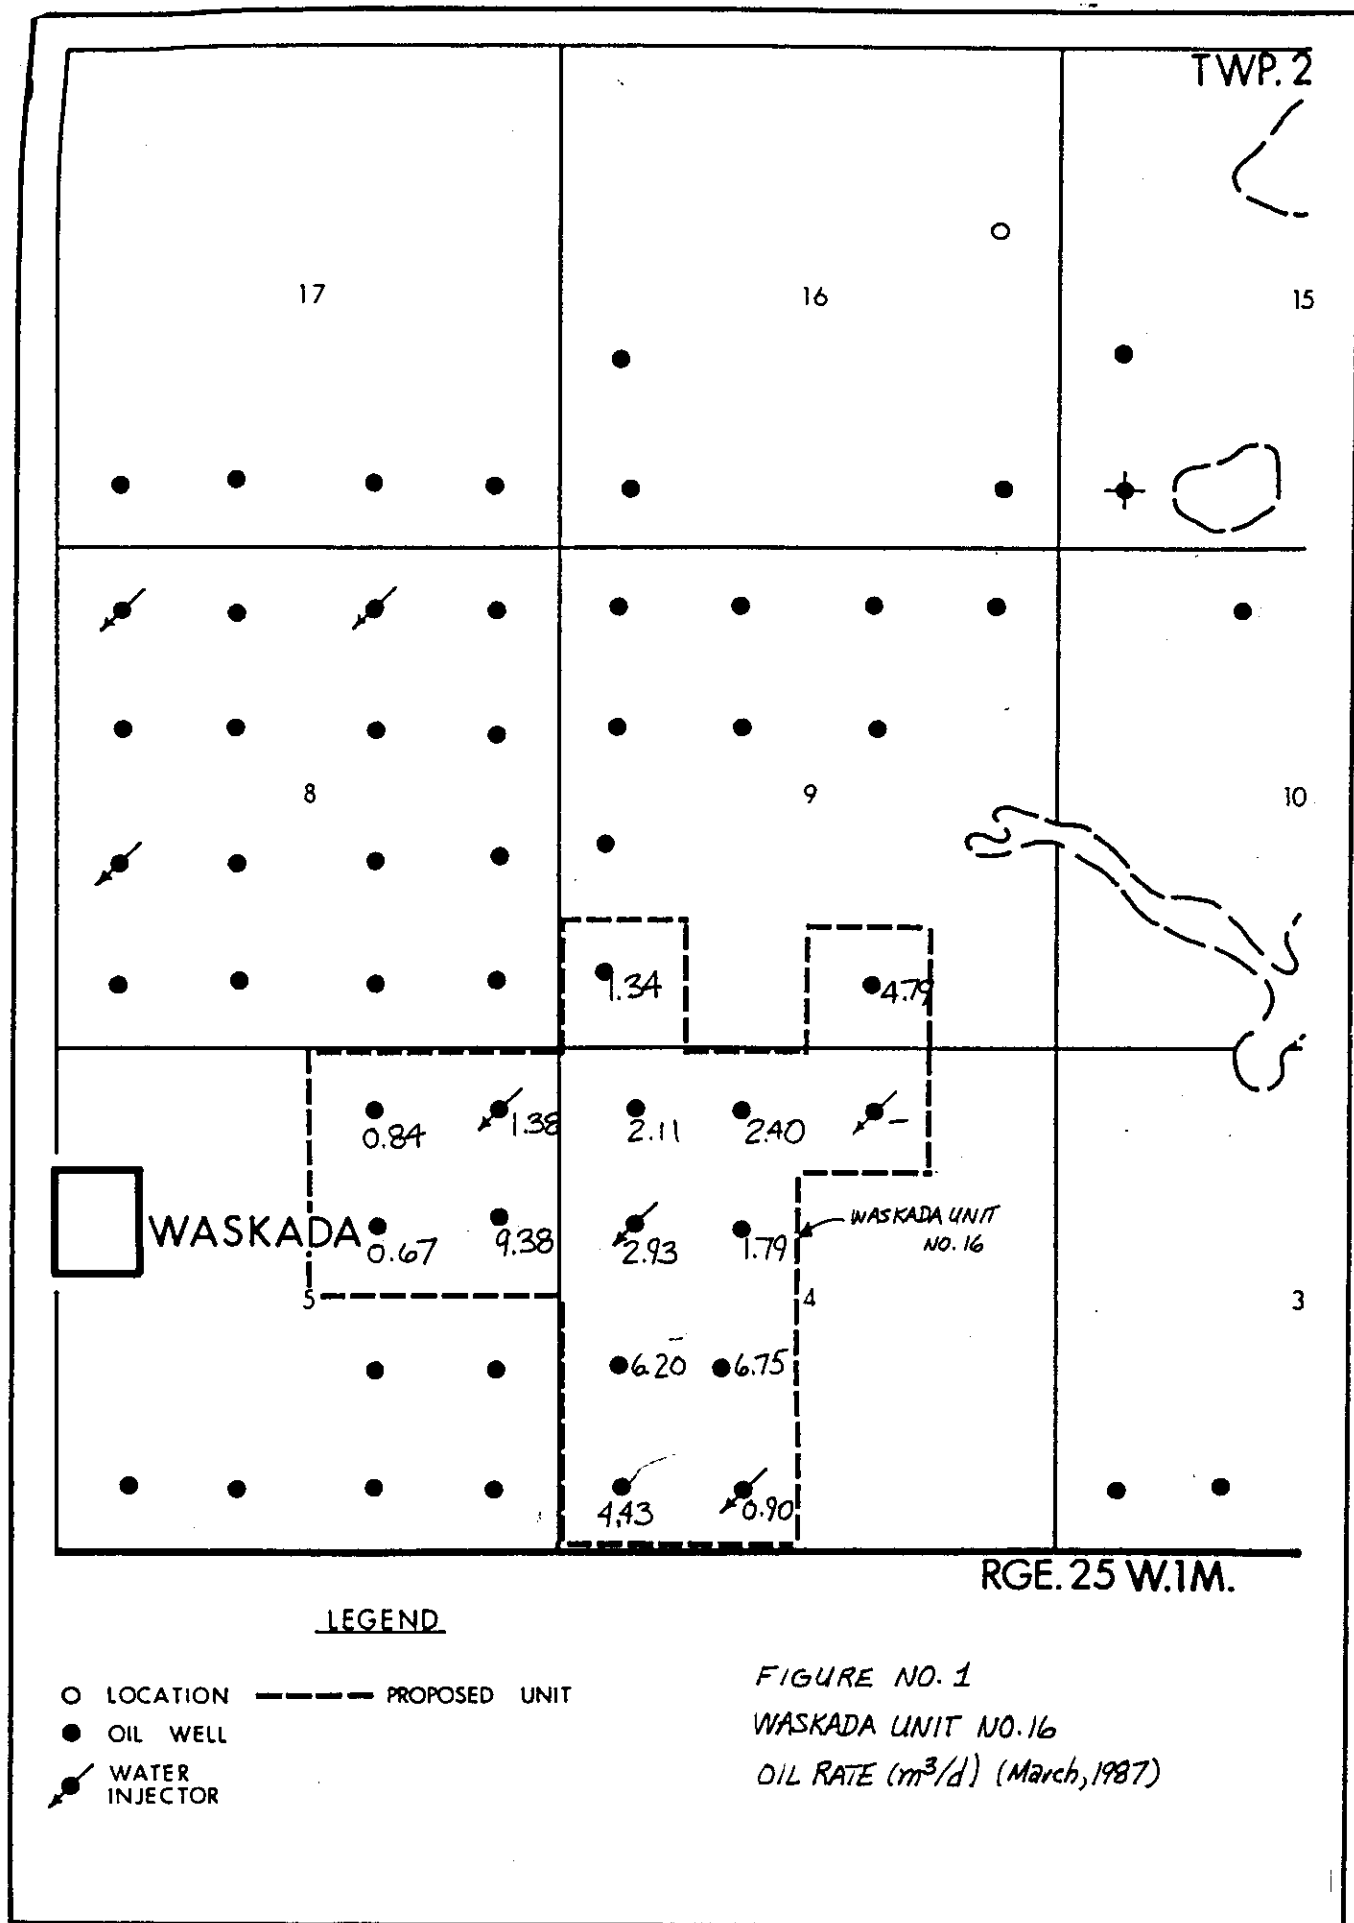 TWP. 2
17
16
15
8
9
10
1.34
4.79
0.84
1.38
2.11
2.40
–
WASKADA
0.67
9.38
2.93
1.79
WASKADA UNIT
NO. 16
5
4
3
6.20
6.75
4.43
0.90
RGE. 25 W.1M.
LEGEND
LOCATION
PROPOSED UNIT
OIL WELL
WATER
INJECTOR
FIGURE NO. 1
WASKADA UNIT NO. 16
OIL RATE (m³/d) (March, 1987)